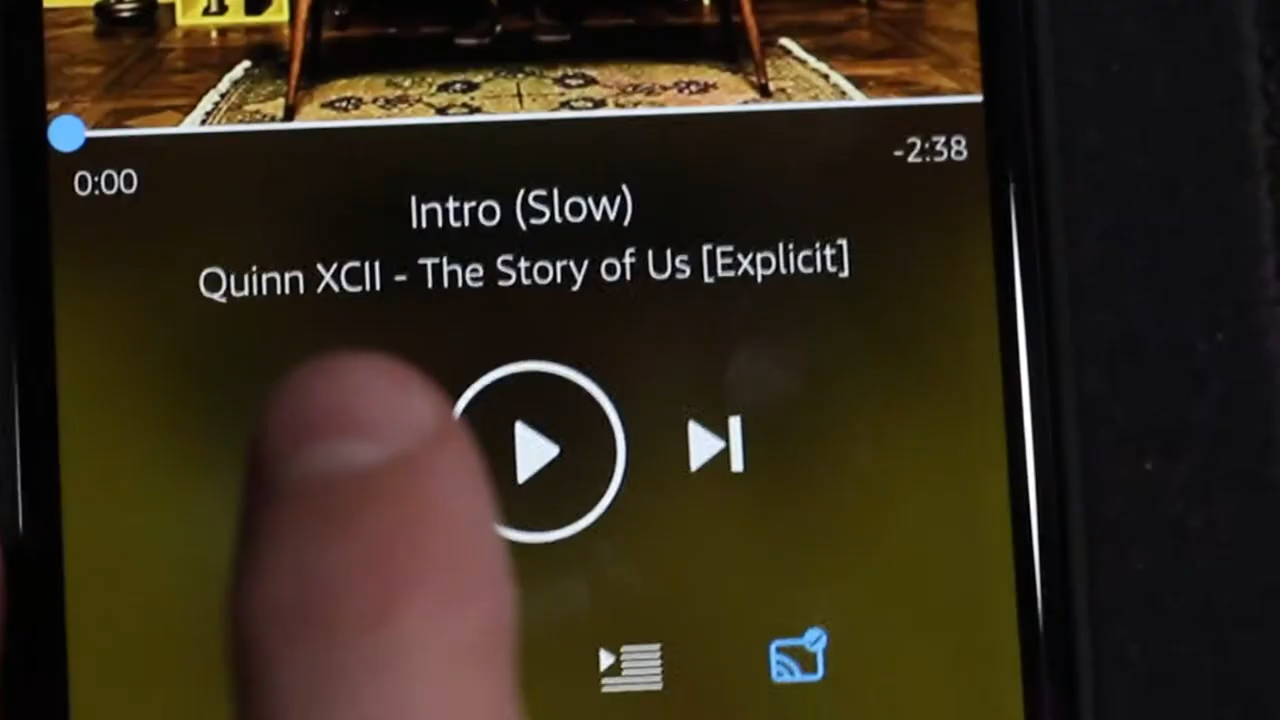 0:00
-2:38
Intro (Slow)
Quinn XCII - The Story of Us [Explicit]